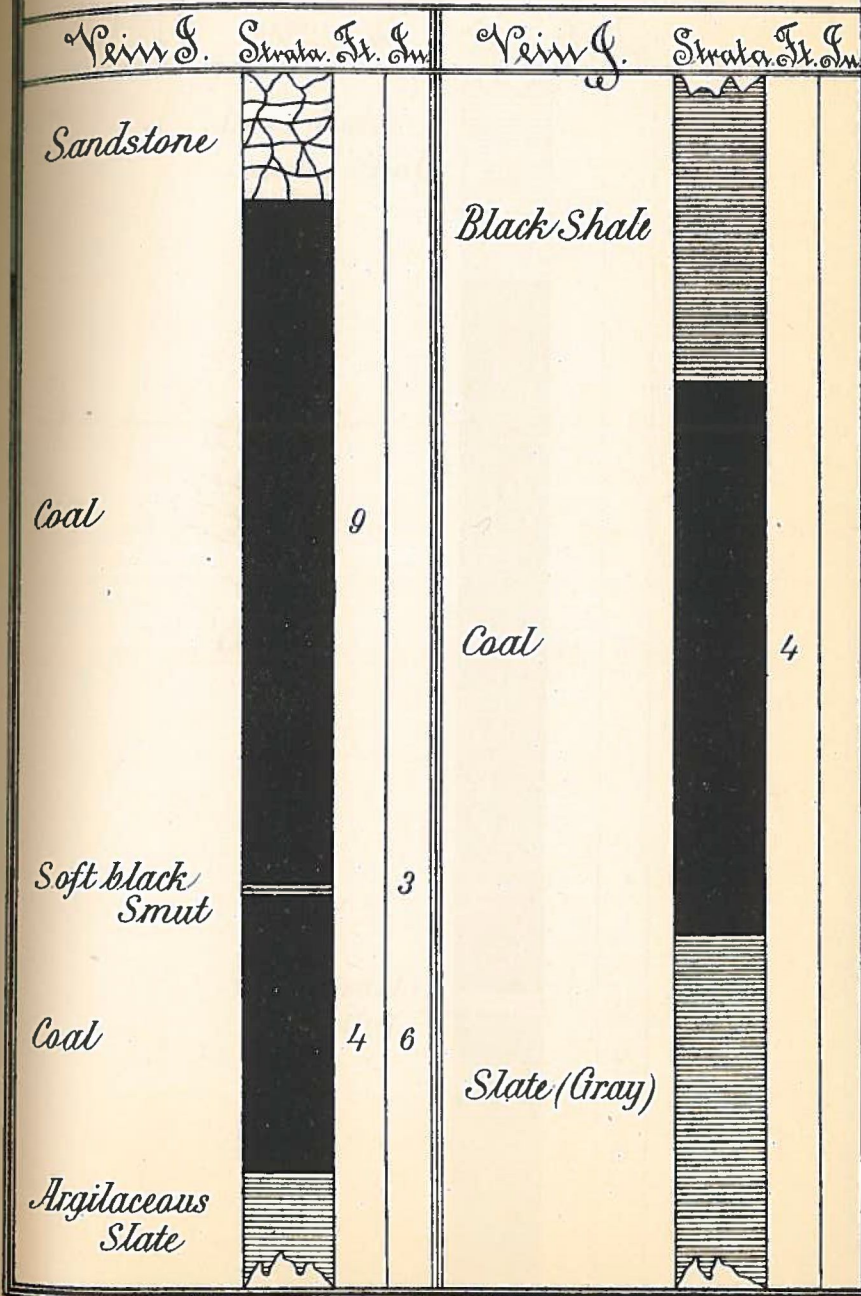 Vein I. Strata. Ft. In
Sandstone
Coal 9
Soft black 3
Smut
Coal 4 6
Argilaceous
Slate
Vein J. Strata. Ft. In
Black Shale
Coal 4
Slate (Gray)